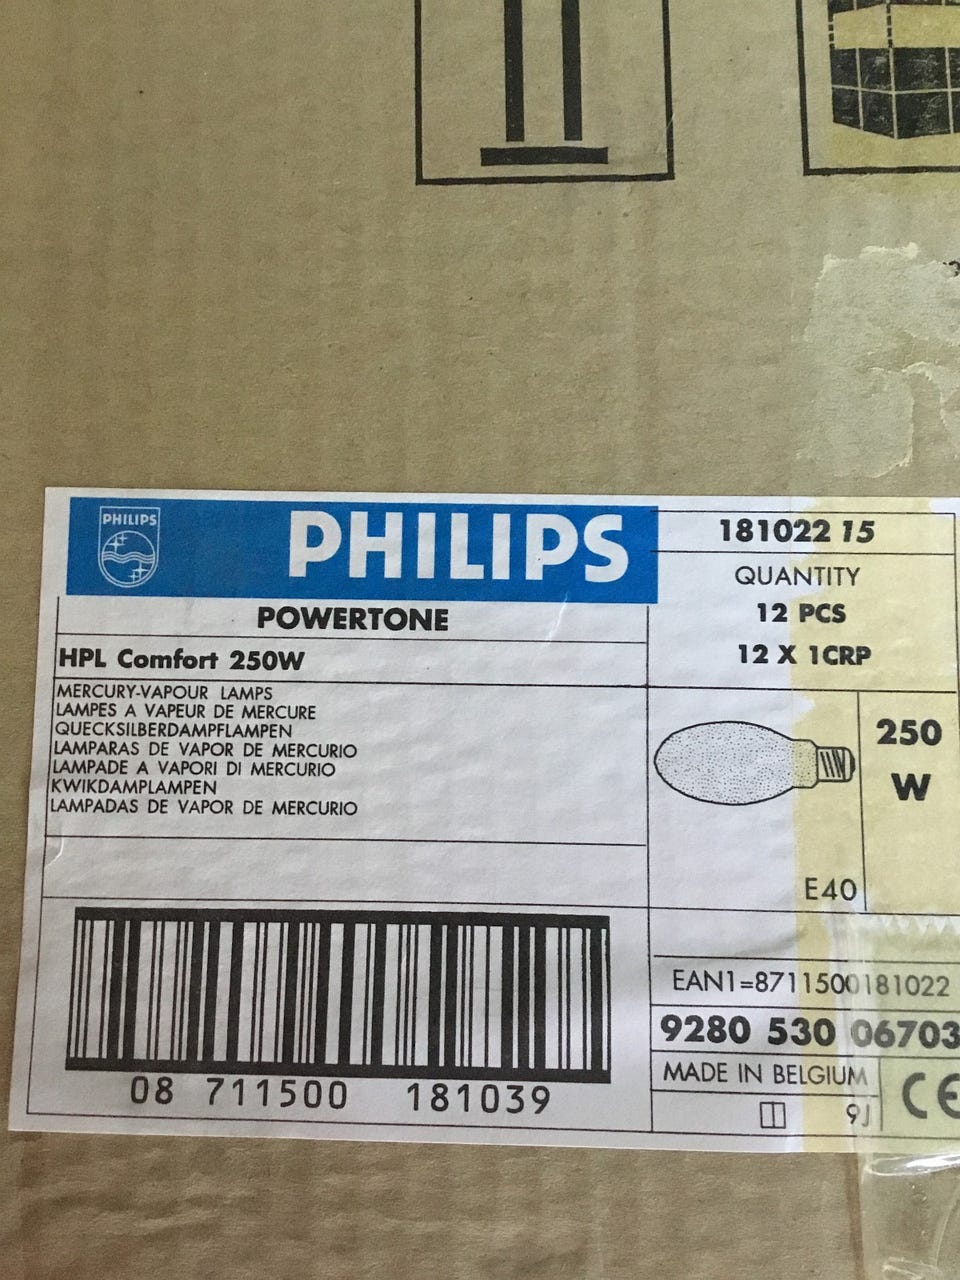 PHILIPS
PHILIPS
POWERTONE
HPL Comfort 250W
MERCURY-VAPOUR LAMPS
LAMPES A VAPEUR DE MERCURE
QUECKSILBERDAMPFLAMPEN
LAMPARAS DE VAPOR DE MERCURIO
LAMPADE A VAPORI DI MERCURIO
KWIKDAMPLAMPEN
LAMPADAS DE VAPOR DE MERCURIO
08 711500 181039
181022 15
QUANTITY
12 PCS
12 X 1CRP
250
W
E40
EAN1=8711500181022
9280 530 06703
MADE IN BELGIUM
9J
CE